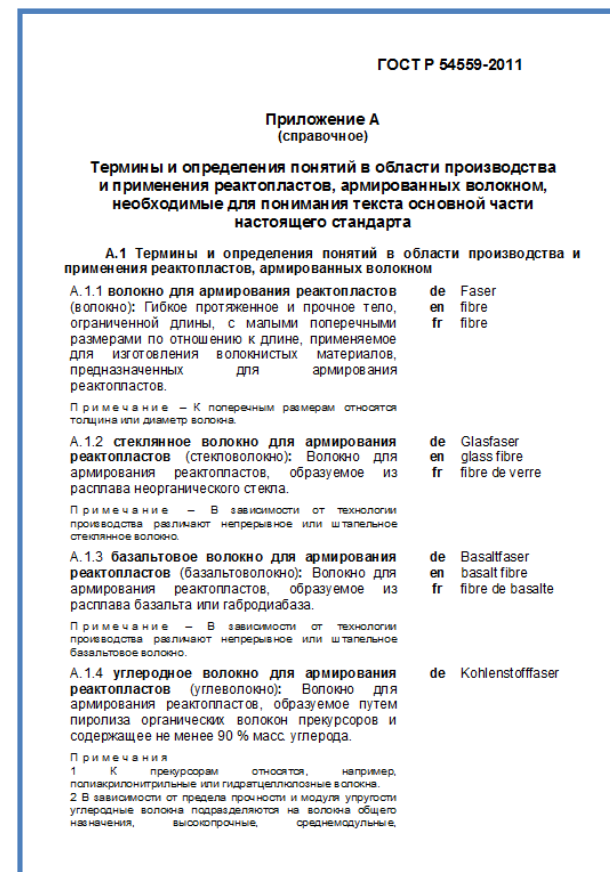 ГОСТ Р 54559-2011
Приложение А
(справочное)
Термины и определения понятий в области производства
и применения реактопластов, армированных волокном,
необходимые для понимания текста основной части
настоящего стандарта
А.1 Термины и определения понятий в области производства и
применения реактопластов, армированных волокном
А.1.1 волокно для армирования реактопластов
(волокно): Гибкое протяженное и прочное тело,
ограниченной длины, с малыми поперечными
размерами по отношению к длине, применяемое
для изготовления волокнистых материалов,
предназначенных для армирования
реактопластов.
de Faser
en fibre
fr fibre
Примечание – К поперечным размерам относятся
толщина или диаметр волокна.
А.1.2 стеклянное волокно для армирования
реактопластов (стекловолокно): Волокно для
армирования реактопластов, образуемое из
расплава неорганического стекла.
de Glasfaser
en glass fibre
fr fibre de verre
Примечание – В зависимости от технологии
производства различают непрерывное или штапельное
стеклянное волокно.
А.1.3 базальтовое волокно для армирования
реактопластов (базальтоволокно): Волокно для
армирования реактопластов, образуемое из
расплава базальта или габродиабаза.
de Basaltfaser
en basalt fibre
fr fibre de basalte
Примечание – В зависимости от технологии
производства различают непрерывное или штапельное
базальтовое волокно.
А.1.4 углеродное волокно для армирования
реактопластов (углеволокно): Волокно для
армирования реактопластов, образуемое путем
пиролиза органических волокон прекурсоров и
содержащее не менее 90 % масс. углерода.
de Kohlenstofffaser
Примечания
1 К прекурсорам относятся, например,
полиакрилонитрильные или гидратцеллюлозные волокна.
2 В зависимости от предела прочности и модуля упругости
углеродные волокна подразделяются на волокна общего
назначения, высокопрочные, среднемодульные,